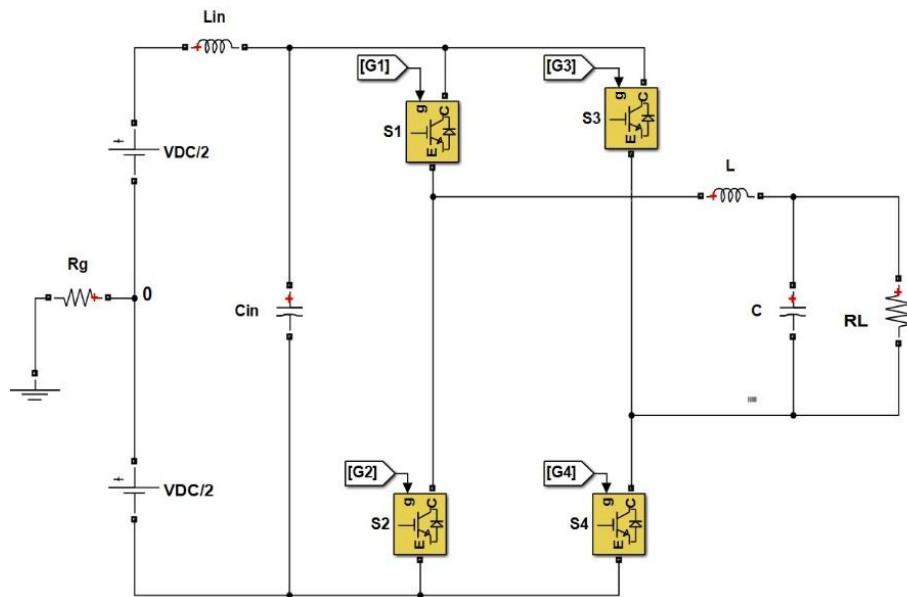 Lin
[G1]
[G3]
g
C
S1
E
g
C
S3
E
VDC/2
L
+
Rg
+
0
Cin
+
C
+
RL
+
[G2]
[G4]
VDC/2
g
C
S2
E
g
C
S4
E